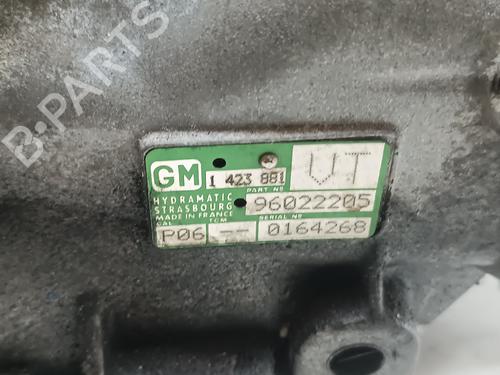 B-PARTS
GM 1 423 881 VT
PART Nº
HYDRAMATIC 96022205
STRASBOURG
MADE IN FRANCE
CAL TCM SERIAL Nº
P06 -- 0164268